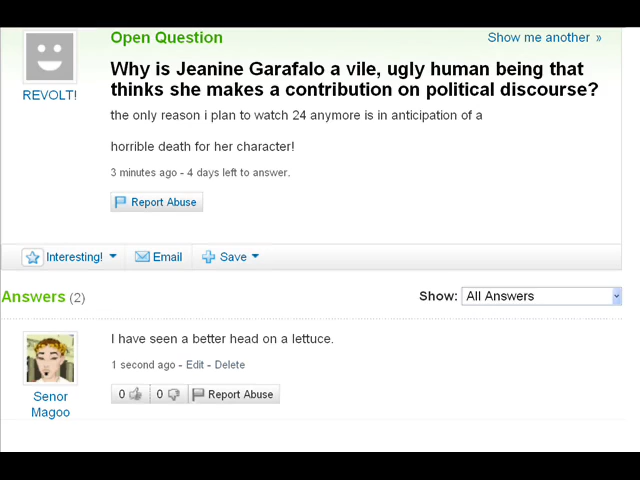 Open Question
Show me another »
Why is Jeanine Garafalo a vile, ugly human being that
thinks she makes a contribution on political discourse?
REVOLT!
the only reason i plan to watch 24 anymore is in anticipation of a
horrible death for her character!
3 minutes ago - 4 days left to answer.
Report Abuse
Interesting! Email Save
Answers (2)
Show: All Answers
I have seen a better head on a lettuce.
1 second ago - Edit - Delete
0 0 Report Abuse
Senor
Magoo